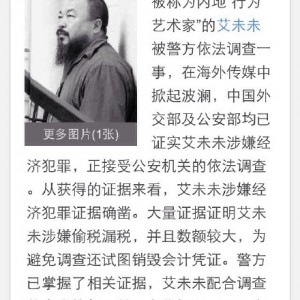 被称为内地"行为
艺术家"的艾未未
被警方依法调查一
事，在海外传媒中
掀起波澜，中国外
更多图片(1张)
交部及公安部均已
证实艾未未涉嫌经
济犯罪，正接受公安机关的依法调查
。从获得的证据来看，艾未未涉嫌经
济犯罪证据确凿。大量证据证明艾未
未涉嫌偷税漏税，并且数额较大，为
避免调查还试图销毁会计凭证。警方
已掌握了相关证据，艾未未配合调查